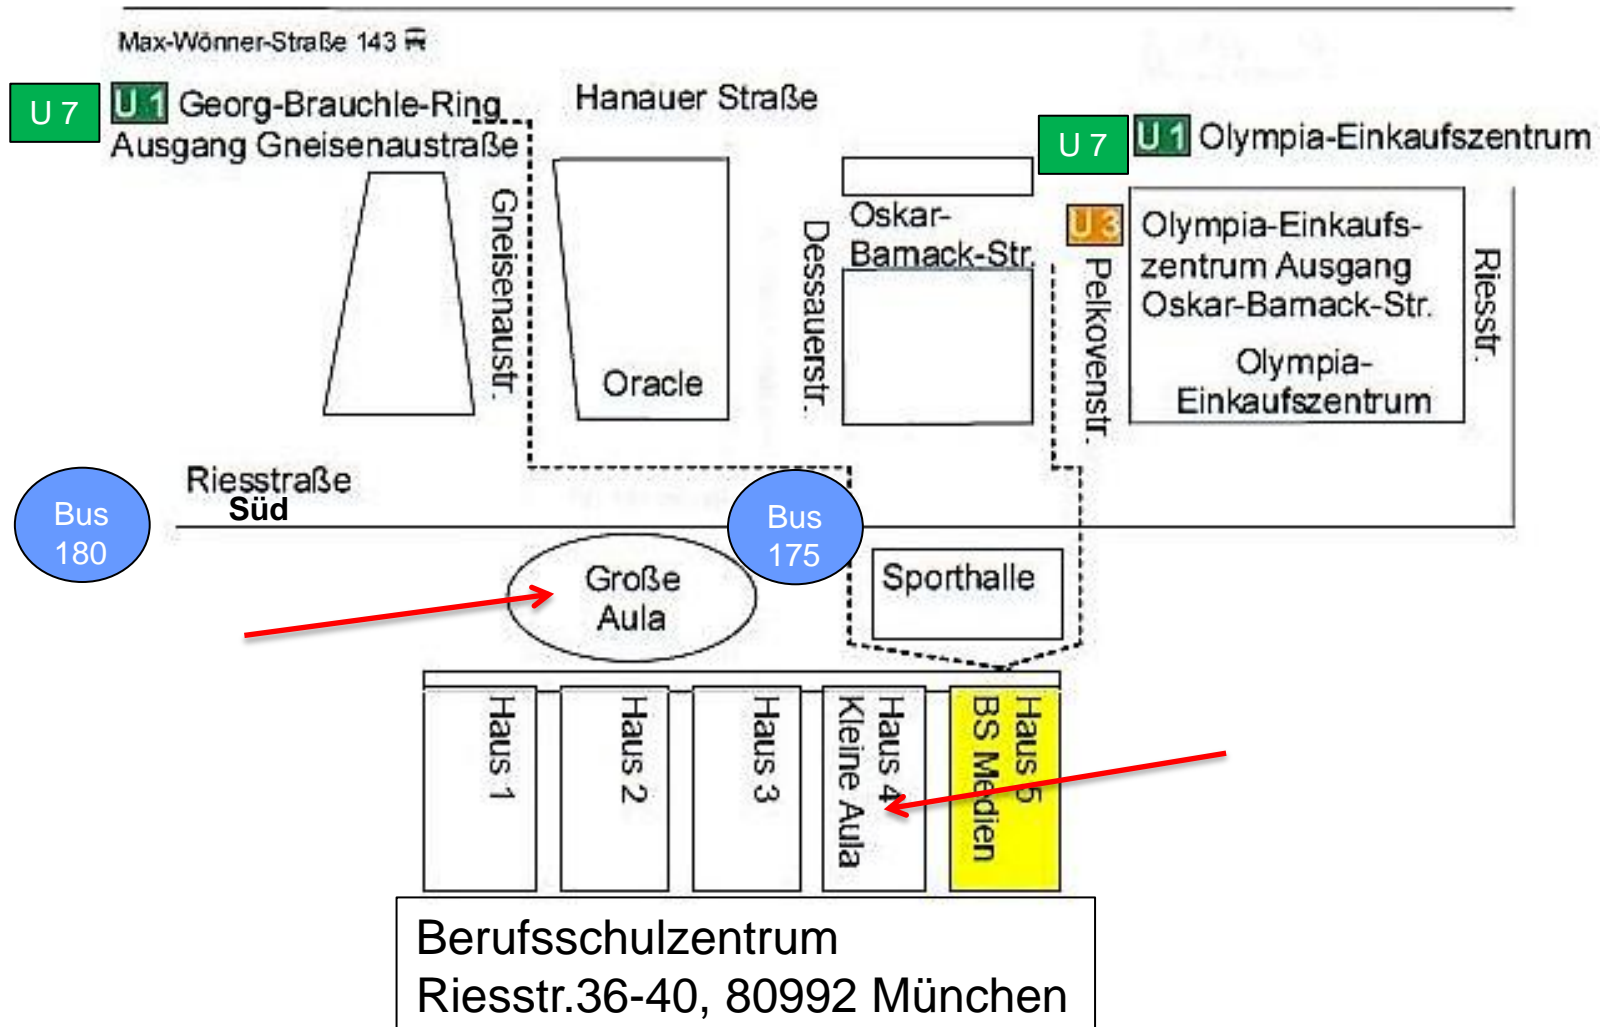 Max-Wönner-Straße 143
U 7
U 1 Georg-Brauchle-Ring
Ausgang Gneisenaustraße
Hanauer Straße
U 7
U 1 Olympia-Einkaufszentrum
Gneisenaustr.
Oracle
Dessauerstr.
Oskar-
Bamack-Str.
U 3
Pelkovenstr.
Olympia-Einkaufs-
zentrum Ausgang
Oskar-Bamack-Str.
Olympia-
Einkaufszentrum
Riesstr.
Riesstraße
Süd
Bus
180
Bus
175
Große
Aula
Sporthalle
Haus 1
Haus 2
Haus 3
Haus 4
Kleine Aula
Haus 5
BS Medien
Berufsschulzentrum
Riesstr.36-40, 80992 München